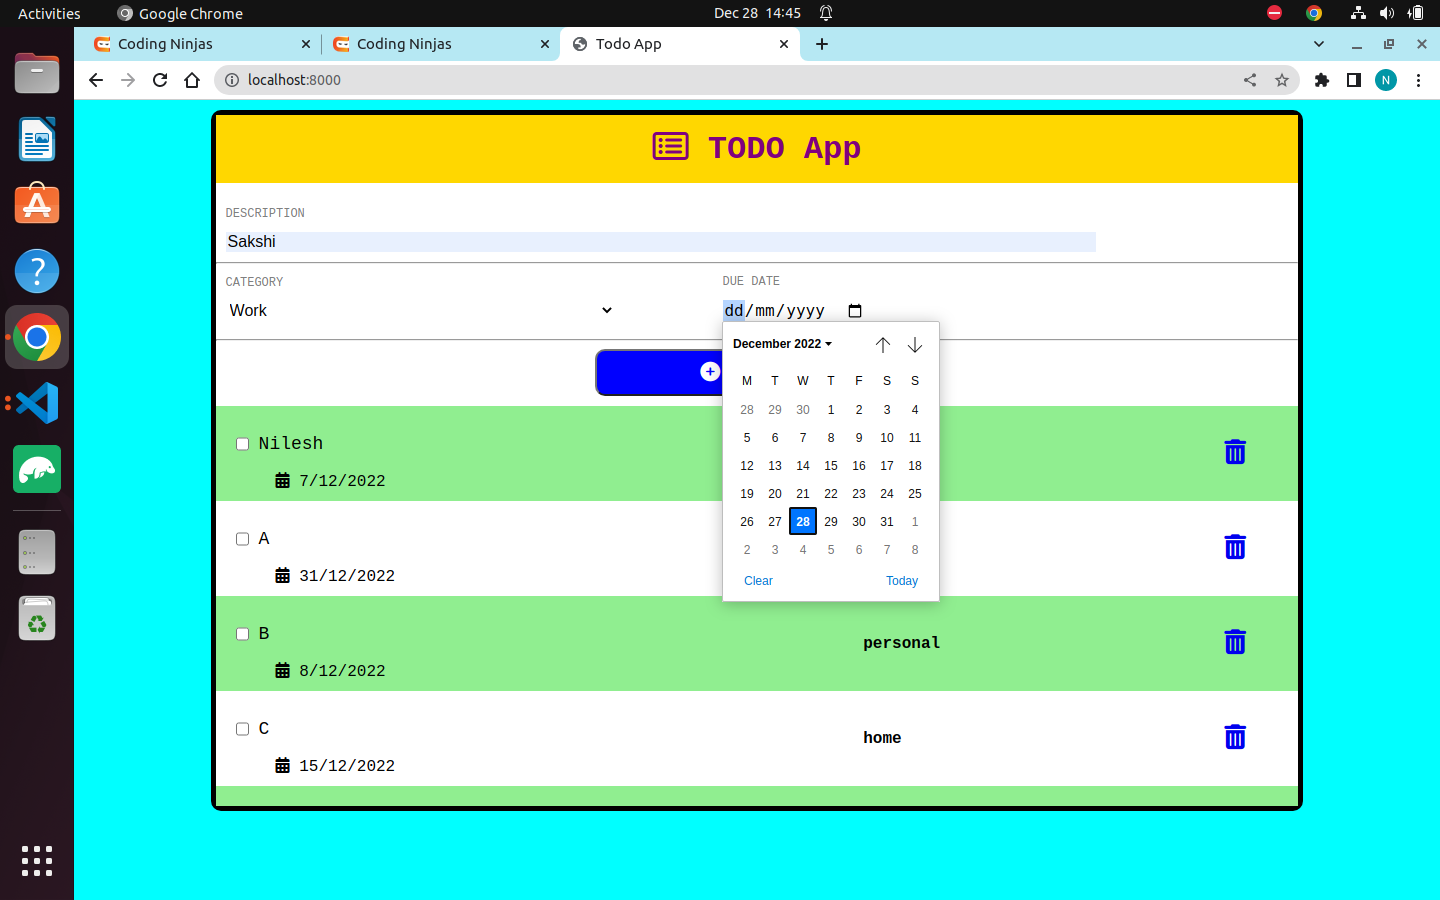 Activities Google Chrome Dec 28 14:45
Coding Ninjas Coding Ninjas Todo App
localhost:8000 N
TODO App
DESCRIPTION
Sakshi
CATEGORY DUE DATE
Work dd/mm/yyyy
December 2022
M T W T F S S
28 29 30 1 2 3 4
5 6 7 8 9 10 11
12 13 14 15 16 17 18
19 20 21 22 23 24 25
26 27 28 29 30 31 1
2 3 4 5 6 7 8
Clear Today
Nilesh
7/12/2022
A
31/12/2022
B
personal
8/12/2022
C
home
15/12/2022